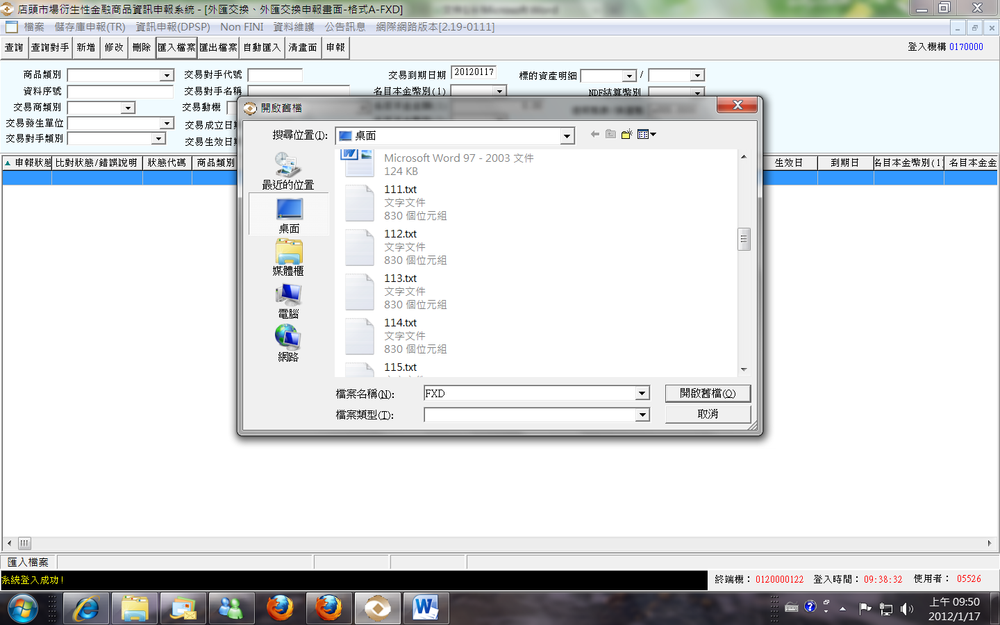 店頭市場衍生性金融商品資訊申報系統 - [外匯交換、外匯交換申報畫面-格式A-FXD]
檔案 儲存庫申報(TR) 資訊申報(DPSP) Non FINI 資料維護 公告訊息 網際網路版本[2.19-0111]
查詢 查詢對手 新增 修改 刪除 匯入檔案 匯出檔案 自動匯入 清畫面 申報 登入機構 0170000
商品類別 交易對手代號 交易到期日期 20120117 標的資產明細 /
資料序號 交易對手名稱 名目本金幣別(1) NDF結算幣別
交易商類別 交易動機
交易發生單位 交易成立日期
交易對手類別 交易生效日期
申報狀態 比對狀態/錯誤說明 狀態代碼 商品類別 生效日 到期日 名目本金幣別(1) 名目本金金
開啟舊檔
搜尋位置(I): 桌面
最近的位置
桌面
媒體櫃
電腦
網路
Microsoft Word 97 - 2003 文件
124 KB
111.txt
文字文件
830 個位元組
112.txt
文字文件
830 個位元組
113.txt
文字文件
830 個位元組
114.txt
文字文件
830 個位元組
115.txt
檔案名稱(N): FXD 開啟舊檔(O)
檔案類型(T): 取消
匯入檔案
系統登入成功! 終端機: 0120000122 登入時間: 09:38:32 使用者: 05526
上午 09:50
2012/1/17